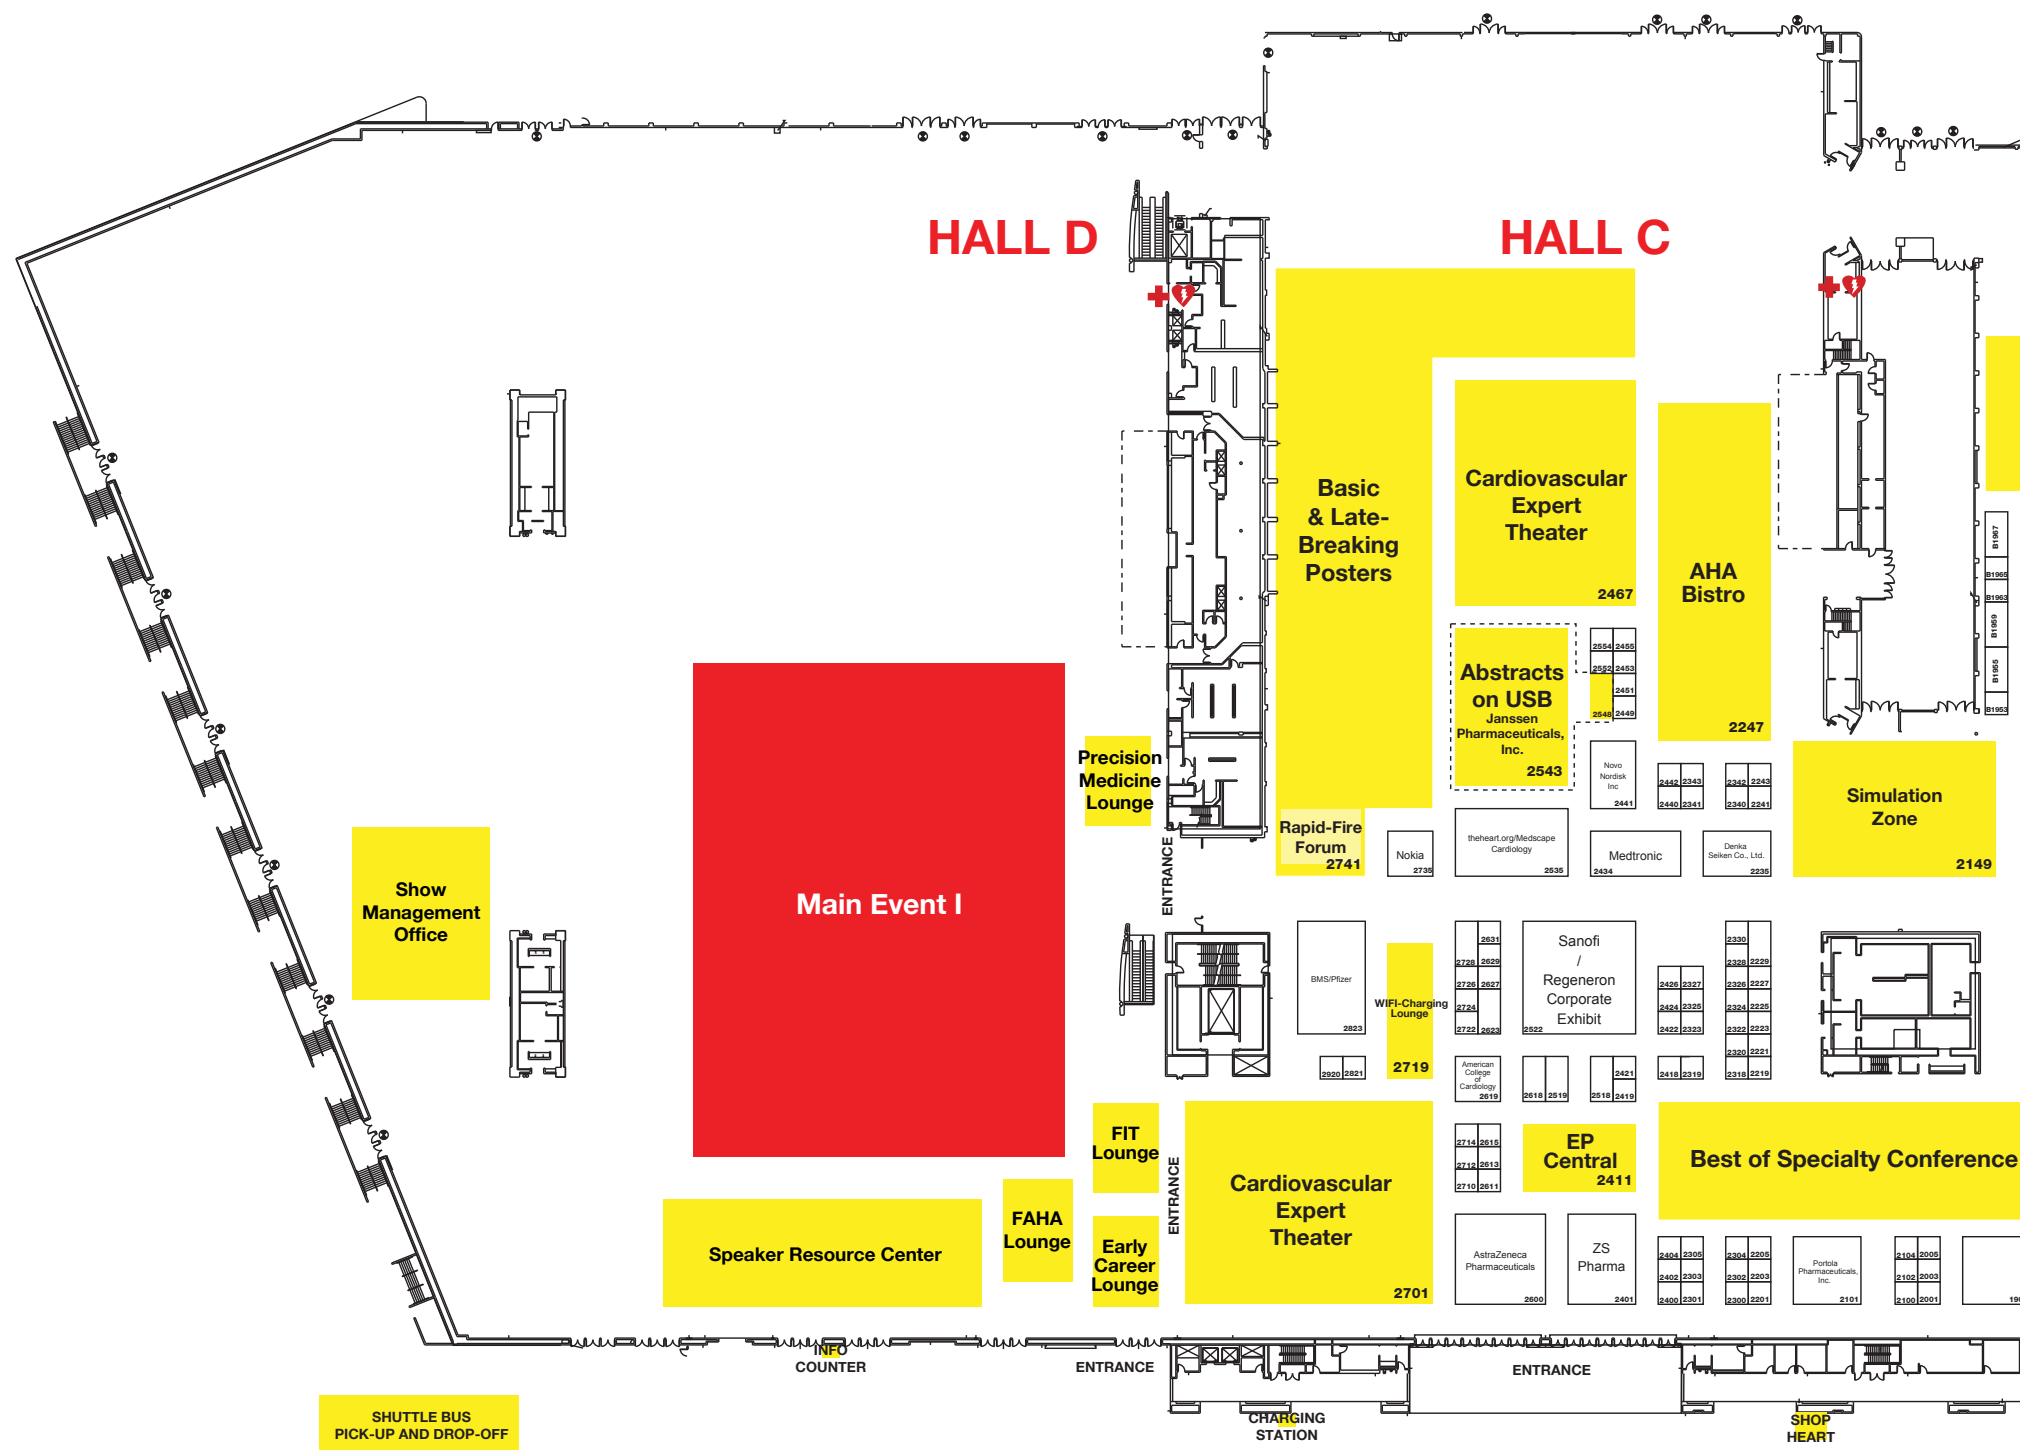 HALL D
HALL C
Basic
& Late-
Breaking
Posters
Cardiovascular
Expert
Theater
2467
AHA
Bistro
2247
B1967
B1965
B1963
B1959
B1955
B1953
2554 2455
2552 2453
2451
2548 2449
Abstracts
on USB
Janssen
Pharmaceuticals,
Inc.
2543
Precision
Medicine
Lounge
Novo
Nordisk
Inc
2441
2442 2343
2440 2341
2342 2243
2340 2241
Simulation
Zone
2149
Rapid-Fire
Forum
2741
Nokia
2735
theheart.org/Medscape
Cardiology
2535
Medtronic
2434
Denka
Seiken Co., Ltd.
2235
ENTRANCE
Show
Management
Office
Main Event I
BMS/Pfizer
2823
WIFI-Charging
Lounge
2719
2631
2728 2629
2726 2627
2724
2722 2623
Sanofi
/
Regeneron
Corporate
Exhibit
2522
2426 2327
2424 2325
2422 2323
2330
2328 2229
2326 2227
2324 2225
2322 2223
2320 2221
2318 2219
2920 2821
American
College
of
Cardiology
2619
2618 2519
2421
2518 2419
2418 2319
FIT
Lounge
ENTRANCE
Cardiovascular
Expert
Theater
2701
2714 2615
2712 2613
2710 2611
EP
Central
2411
Best of Specialty Conference
FAHA
Lounge
Early
Career
Lounge
Speaker Resource Center
AstraZeneca
Pharmaceuticals
2600
ZS
Pharma
2401
2404 2305
2402 2303
2400 2301
2304 2205
2302 2203
2300 2201
Portola
Pharmaceuticals,
Inc.
2101
2104 2005
2102 2003
2100 2001
INFO
COUNTER
ENTRANCE
ENTRANCE
SHUTTLE BUS
PICK-UP AND DROP-OFF
CHARGING
STATION
SHOP
HEART